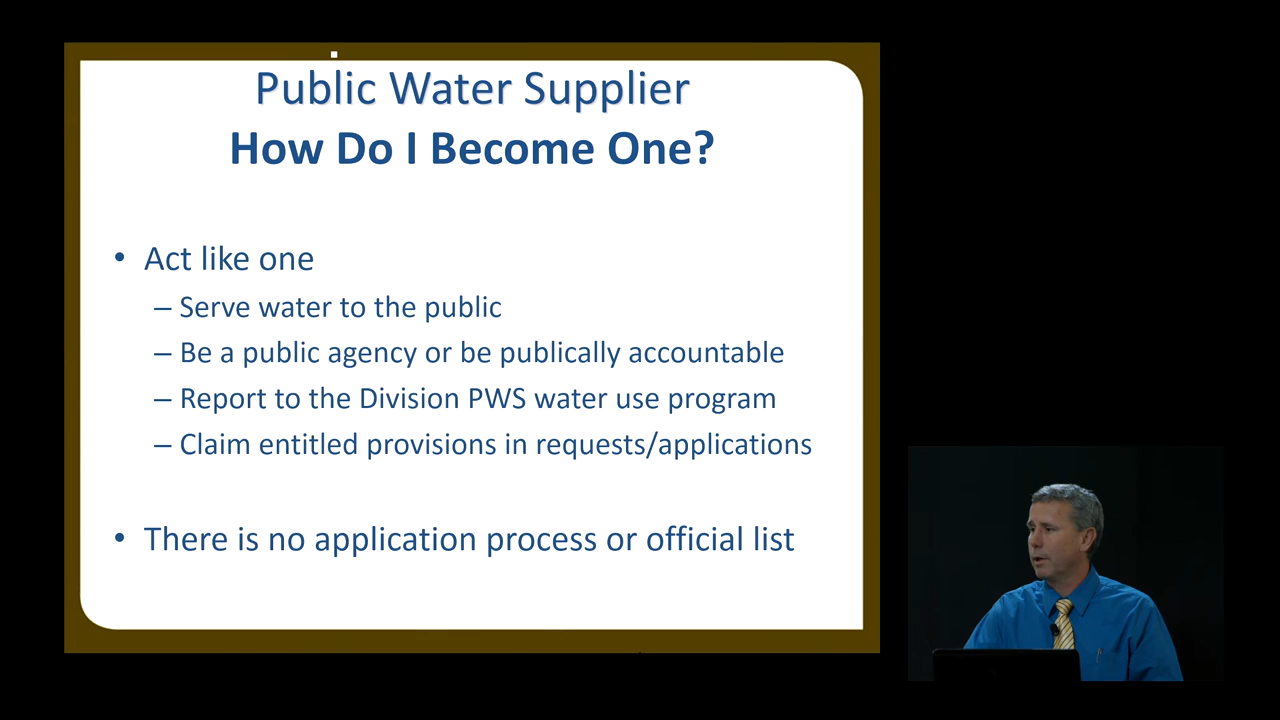 Public Water Supplier
How Do I Become One?
• Act like one
– Serve water to the public
– Be a public agency or be publically accountable
– Report to the Division PWS water use program
– Claim entitled provisions in requests/applications
• There is no application process or official list